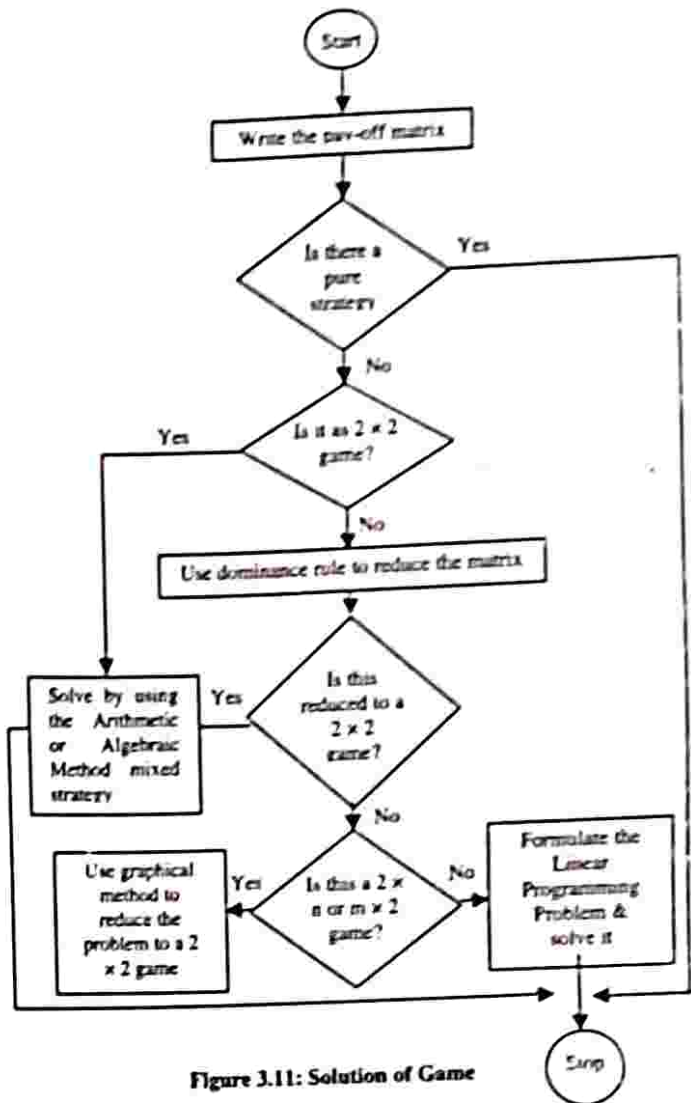 Start
Write the pay-off matrix
Is there a
pure
strategy
Yes
No
Is it as 2 × 2
game?
Yes
No
Use dominance rule to reduce the matrix
Is this
reduced to a
2 × 2
game?
Yes
Solve by using
the Arithmetic
or Algebraic
Method mixed
strategy
No
Is this a 2 ×
n or m × 2
game?
Yes
Use graphical
method to
reduce the
problem to a 2
× 2 game
No
Formulate the
Linear
Programming
Problem &
solve it
Stop
Figure 3.11: Solution of Game